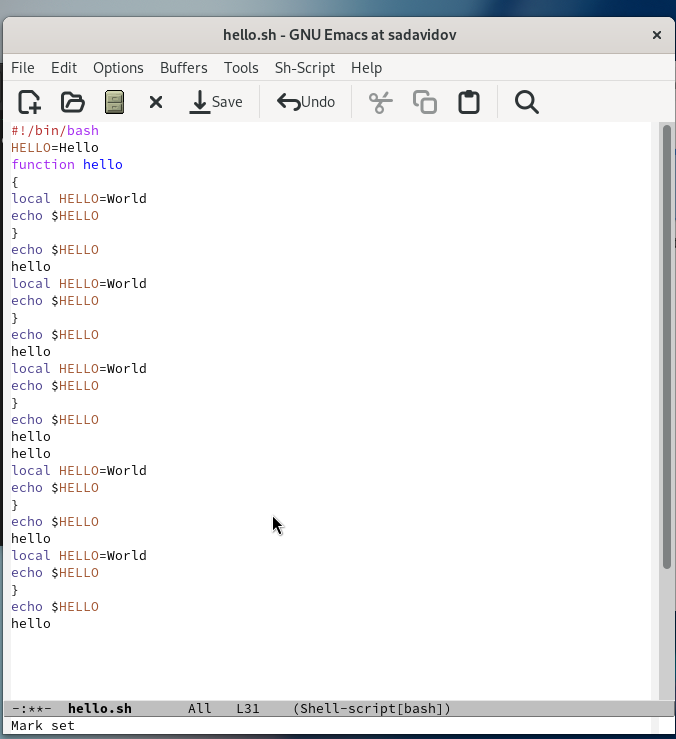 hello.sh - GNU Emacs at sadavidov
File Edit Options Buffers Tools Sh-Script Help
Save Undo
#!/bin/bash
HELLO=Hello
function hello
{
local HELLO=World
echo $HELLO
}
echo $HELLO
hello
local HELLO=World
echo $HELLO
}
echo $HELLO
hello
local HELLO=World
echo $HELLO
}
echo $HELLO
hello
hello
local HELLO=World
echo $HELLO
}
echo $HELLO
hello
local HELLO=World
echo $HELLO
}
echo $HELLO
hello
-:**- hello.sh All L31 (Shell-script[bash])
Mark set